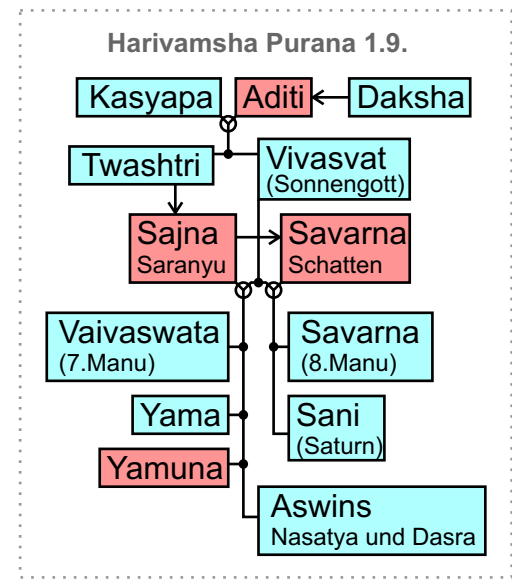 Harivamsha Purana 1.9.
Kasyapa
Aditi
Daksha
Twashtri
Vivasvat
(Sonnengott)
Sajna
Saranyu
Savarna
Schatten
Vaivaswata
(7.Manu)
Savarna
(8.Manu)
Yama
Sani
(Saturn)
Yamuna
Aswins
Nasatya und Dasra